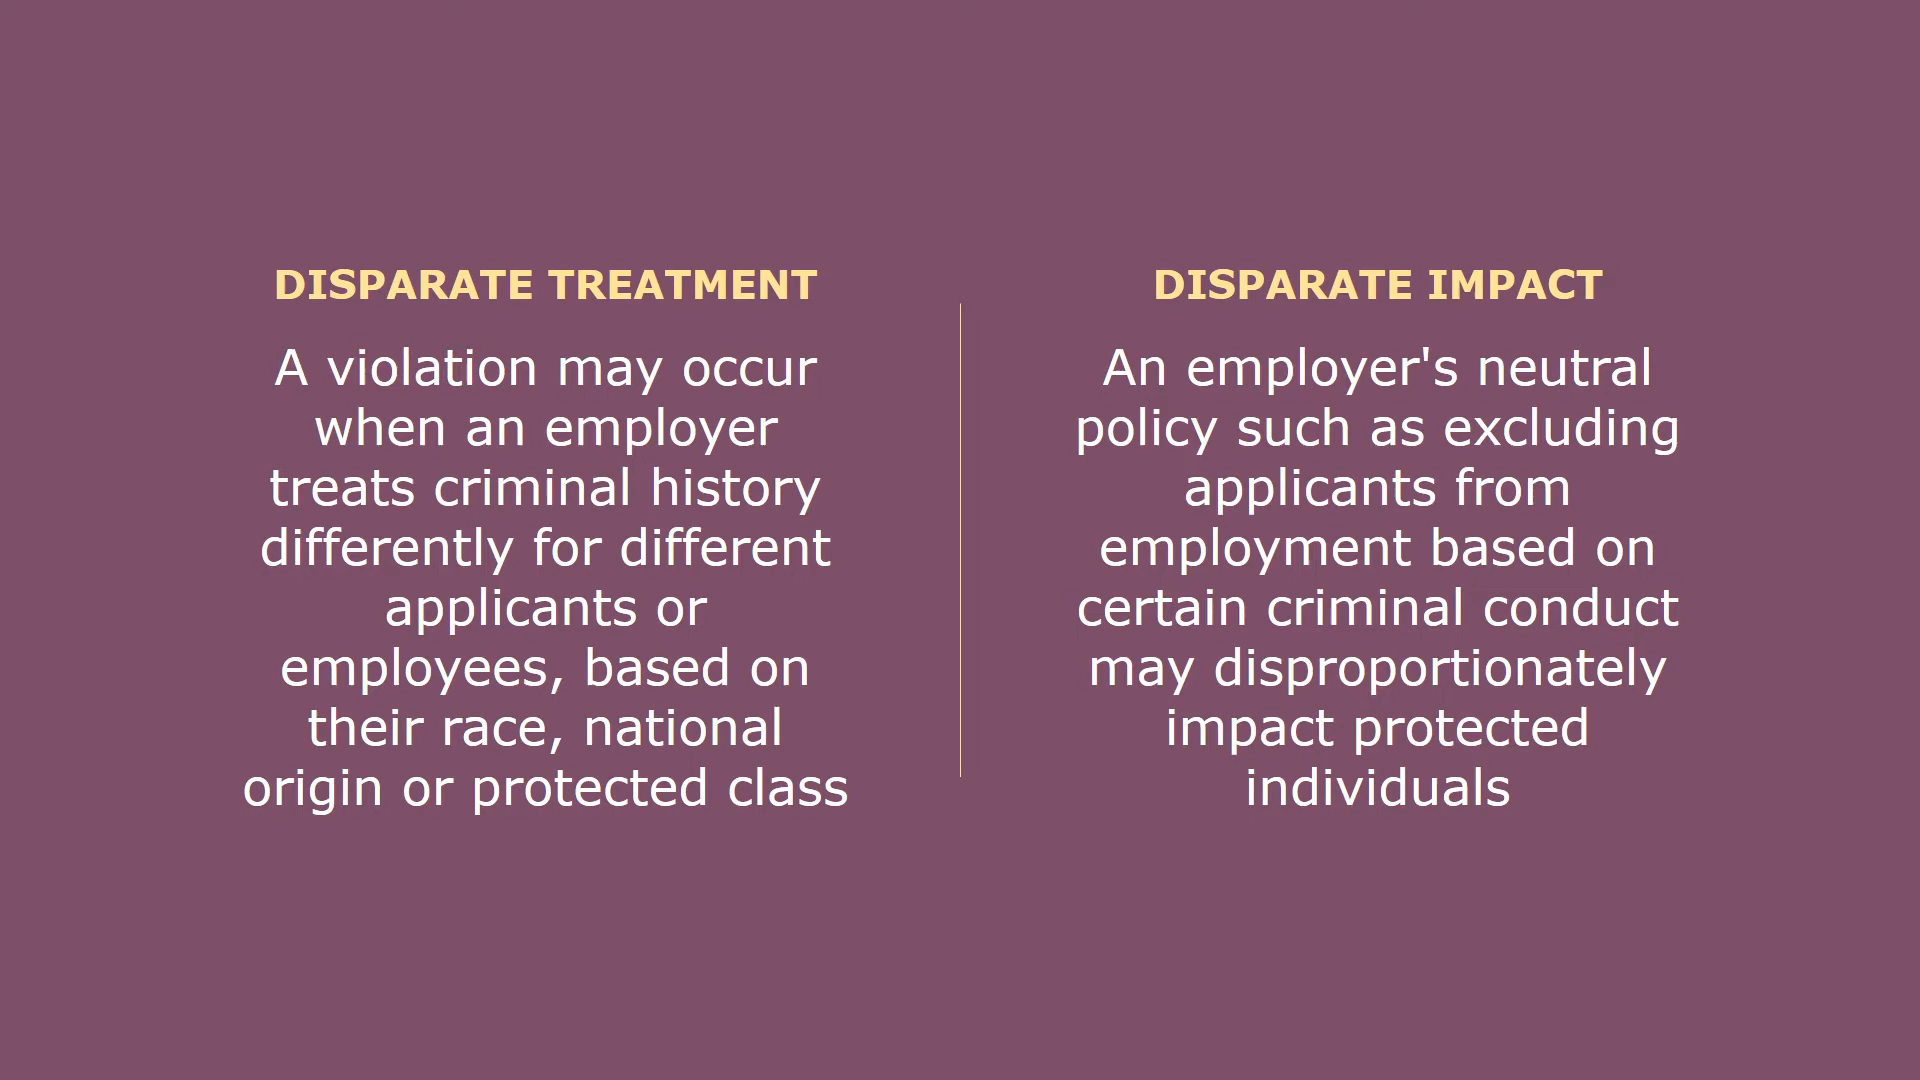 DISPARATE TREATMENT
A violation may occur
when an employer
treats criminal history
differently for different
applicants or
employees, based on
their race, national
origin or protected class
DISPARATE IMPACT
An employer's neutral
policy such as excluding
applicants from
employment based on
certain criminal conduct
may disproportionately
impact protected
individuals